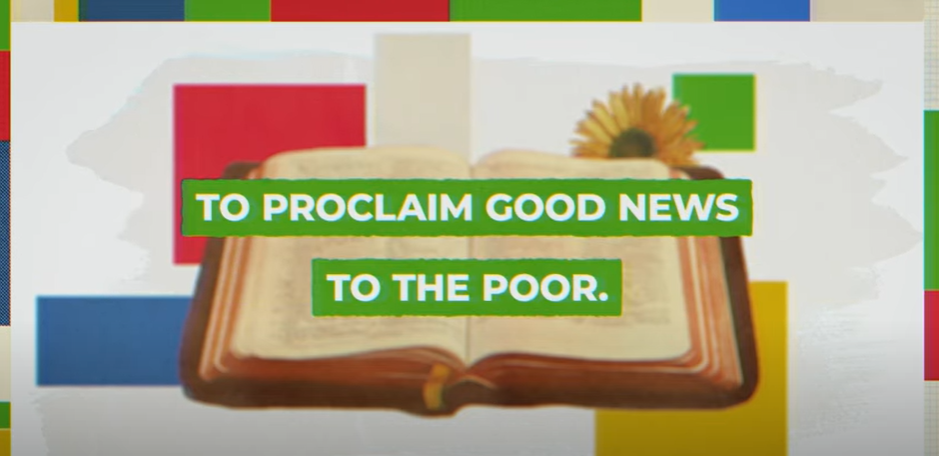 TO PROCLAIM GOOD NEWS
TO THE POOR.